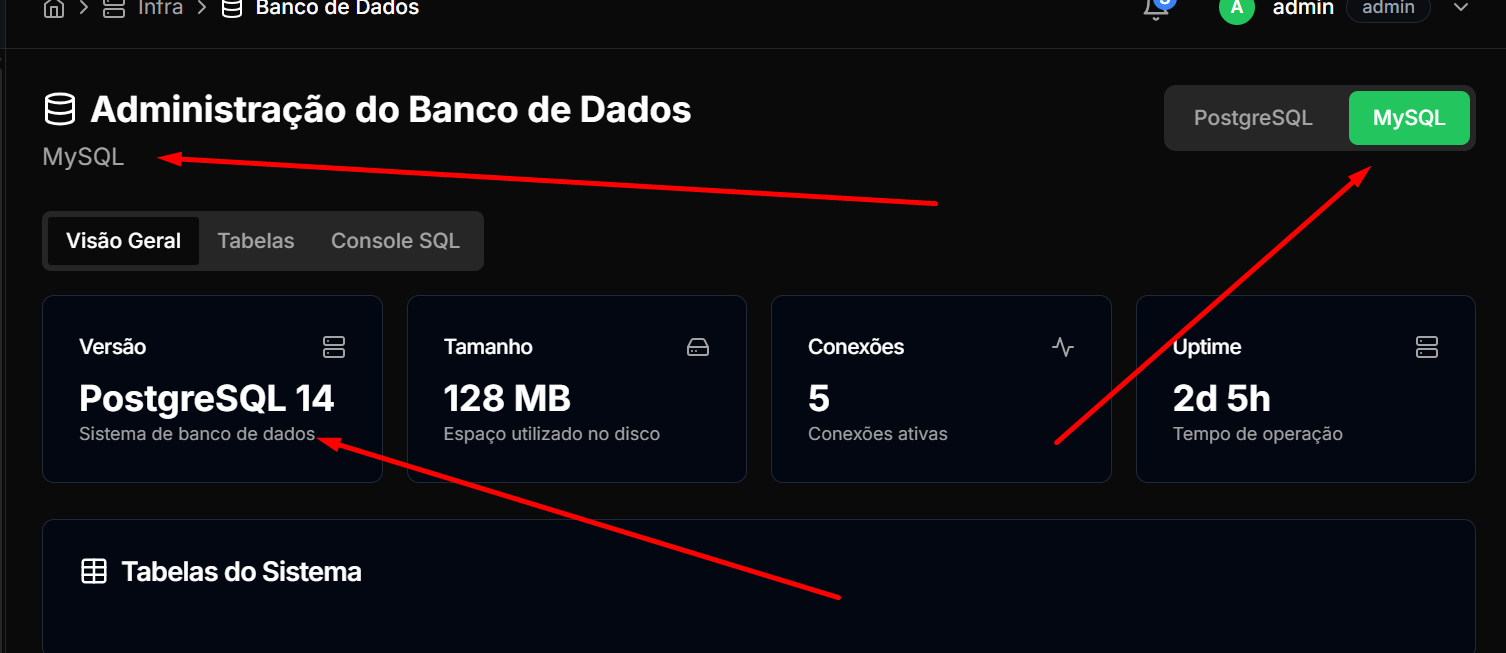 Infra
Banco de Dados
A
admin
admin
Administração do Banco de Dados
MySQL
PostgreSQL
MySQL
Visão Geral
Tabelas
Console SQL
Versão
PostgreSQL 14
Sistema de banco de dados
Tamanho
128 MB
Espaço utilizado no disco
Conexões
5
Conexões ativas
Uptime
2d 5h
Tempo de operação
Tabelas do Sistema